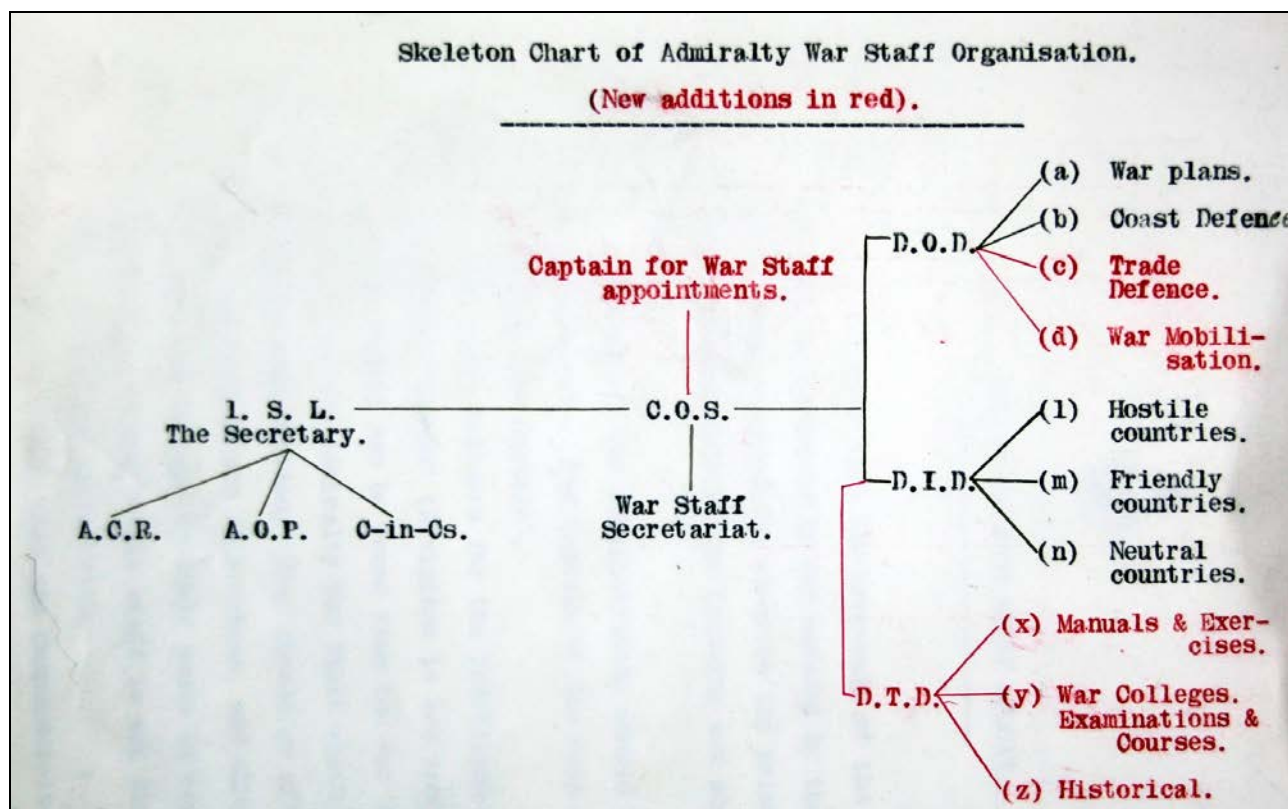 Skeleton Chart of Admiralty War Staff Organisation.
(New additions in red).
Captain for War Staff
appointments.
1. S. L.
The Secretary.
A.C.R.
A.O.P.
C-in-Cs.
C.O.S.
War Staff
Secretariat.
D.O.D.
(a) War plans.
(b) Coast Defence
(c) Trade
Defence.
(d) War Mobili-
sation.
D.I.D.
(l) Hostile
countries.
(m) Friendly
countries.
(n) Neutral
countries.
D.T.D.
(x) Manuals & Exer-
cises.
(y) War Colleges.
Examinations &
Courses.
(z) Historical.